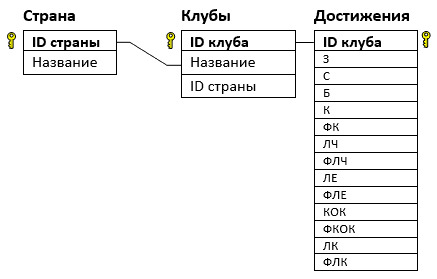 Страна
ID страны
Название
Клубы
ID клуба
Название
ID страны
Достижения
ID клуба
З
С
Б
К
ФК
ЛЧ
ФЛЧ
ЛЕ
ФЛЕ
КОК
ФКОК
ЛК
ФЛК